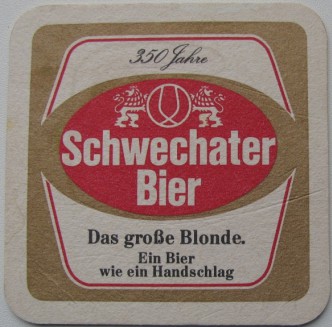 350 Jahre
Schwechater
Bier
Das große Blonde.
Ein Bier
wie ein Handschlag